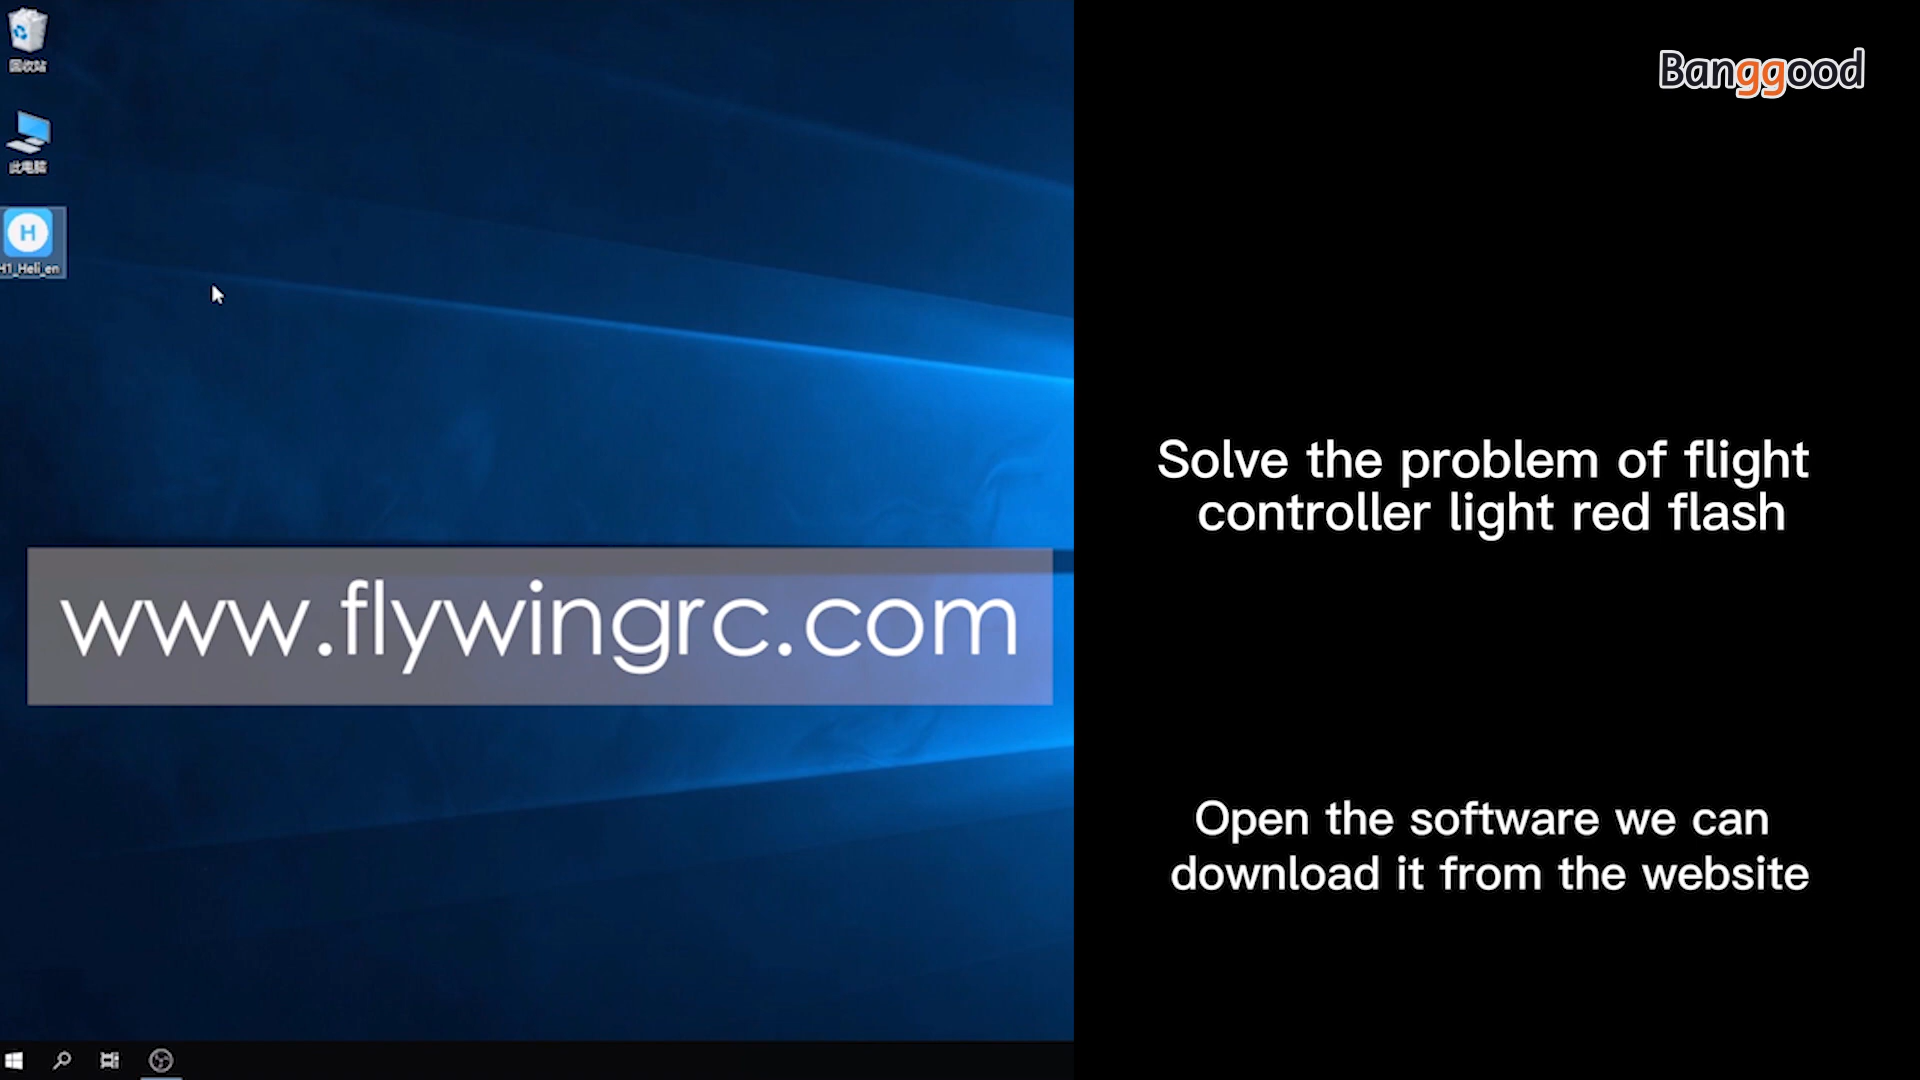 回收站
此电脑
H1_Heli_en
www.flywingrc.com
Banggood
Solve the problem of flight
controller light red flash
Open the software we can
download it from the website